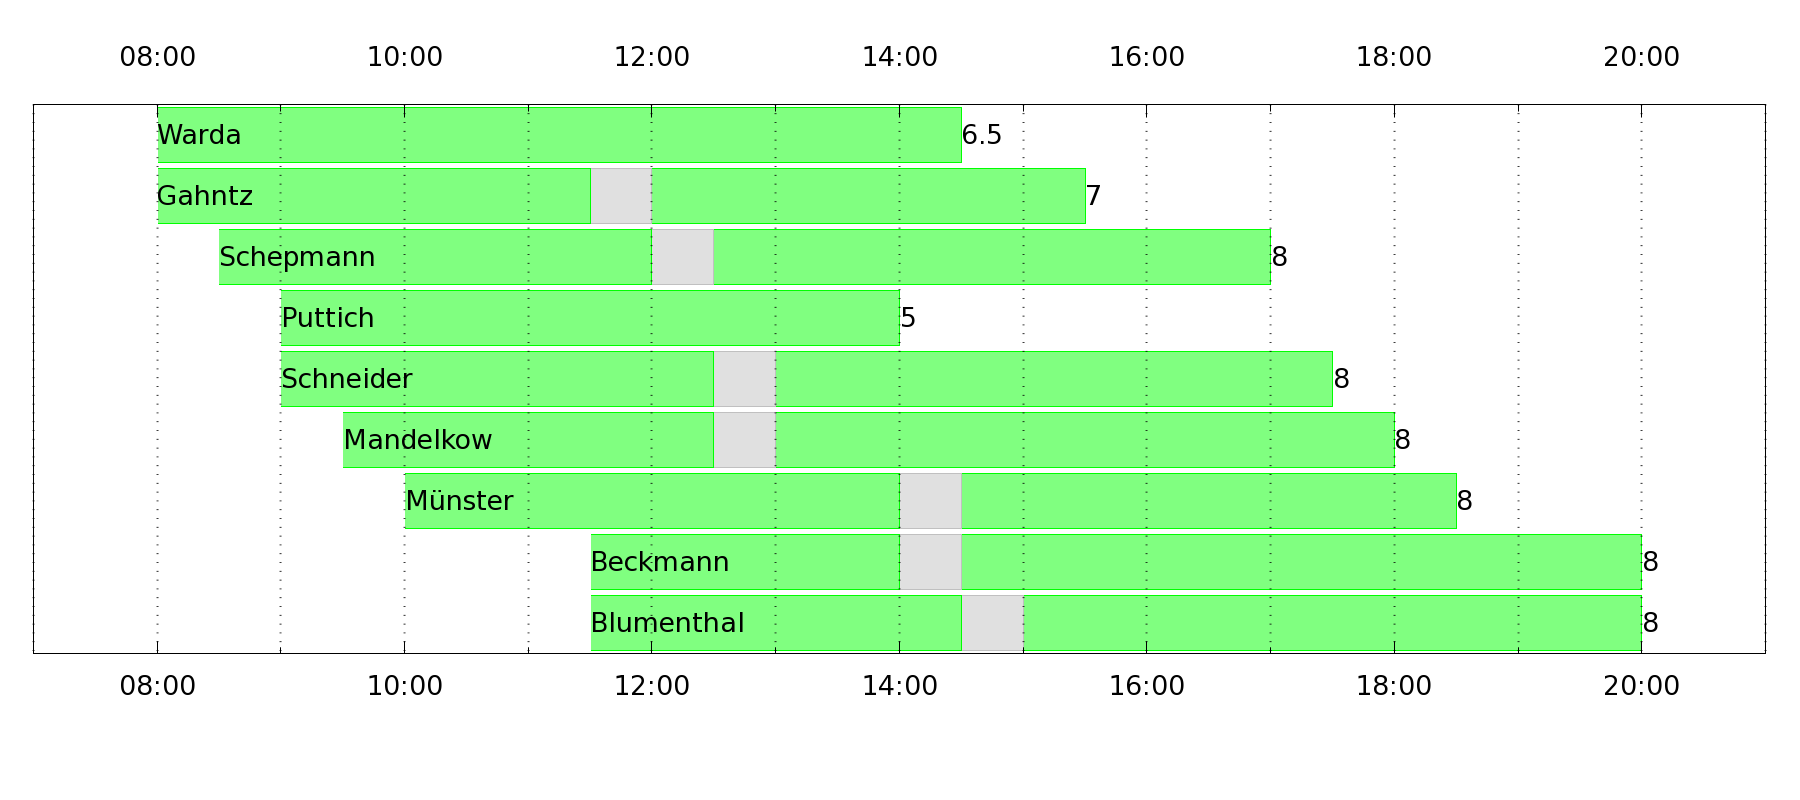 08:00 10:00 12:00 14:00 16:00 18:00 20:00
Warda 6.5
Gahntz 7
Schepmann 8
Puttich 5
Schneider 8
Mandelkow 8
Münster 8
Beckmann 8
Blumenthal 8
08:00 10:00 12:00 14:00 16:00 18:00 20:00